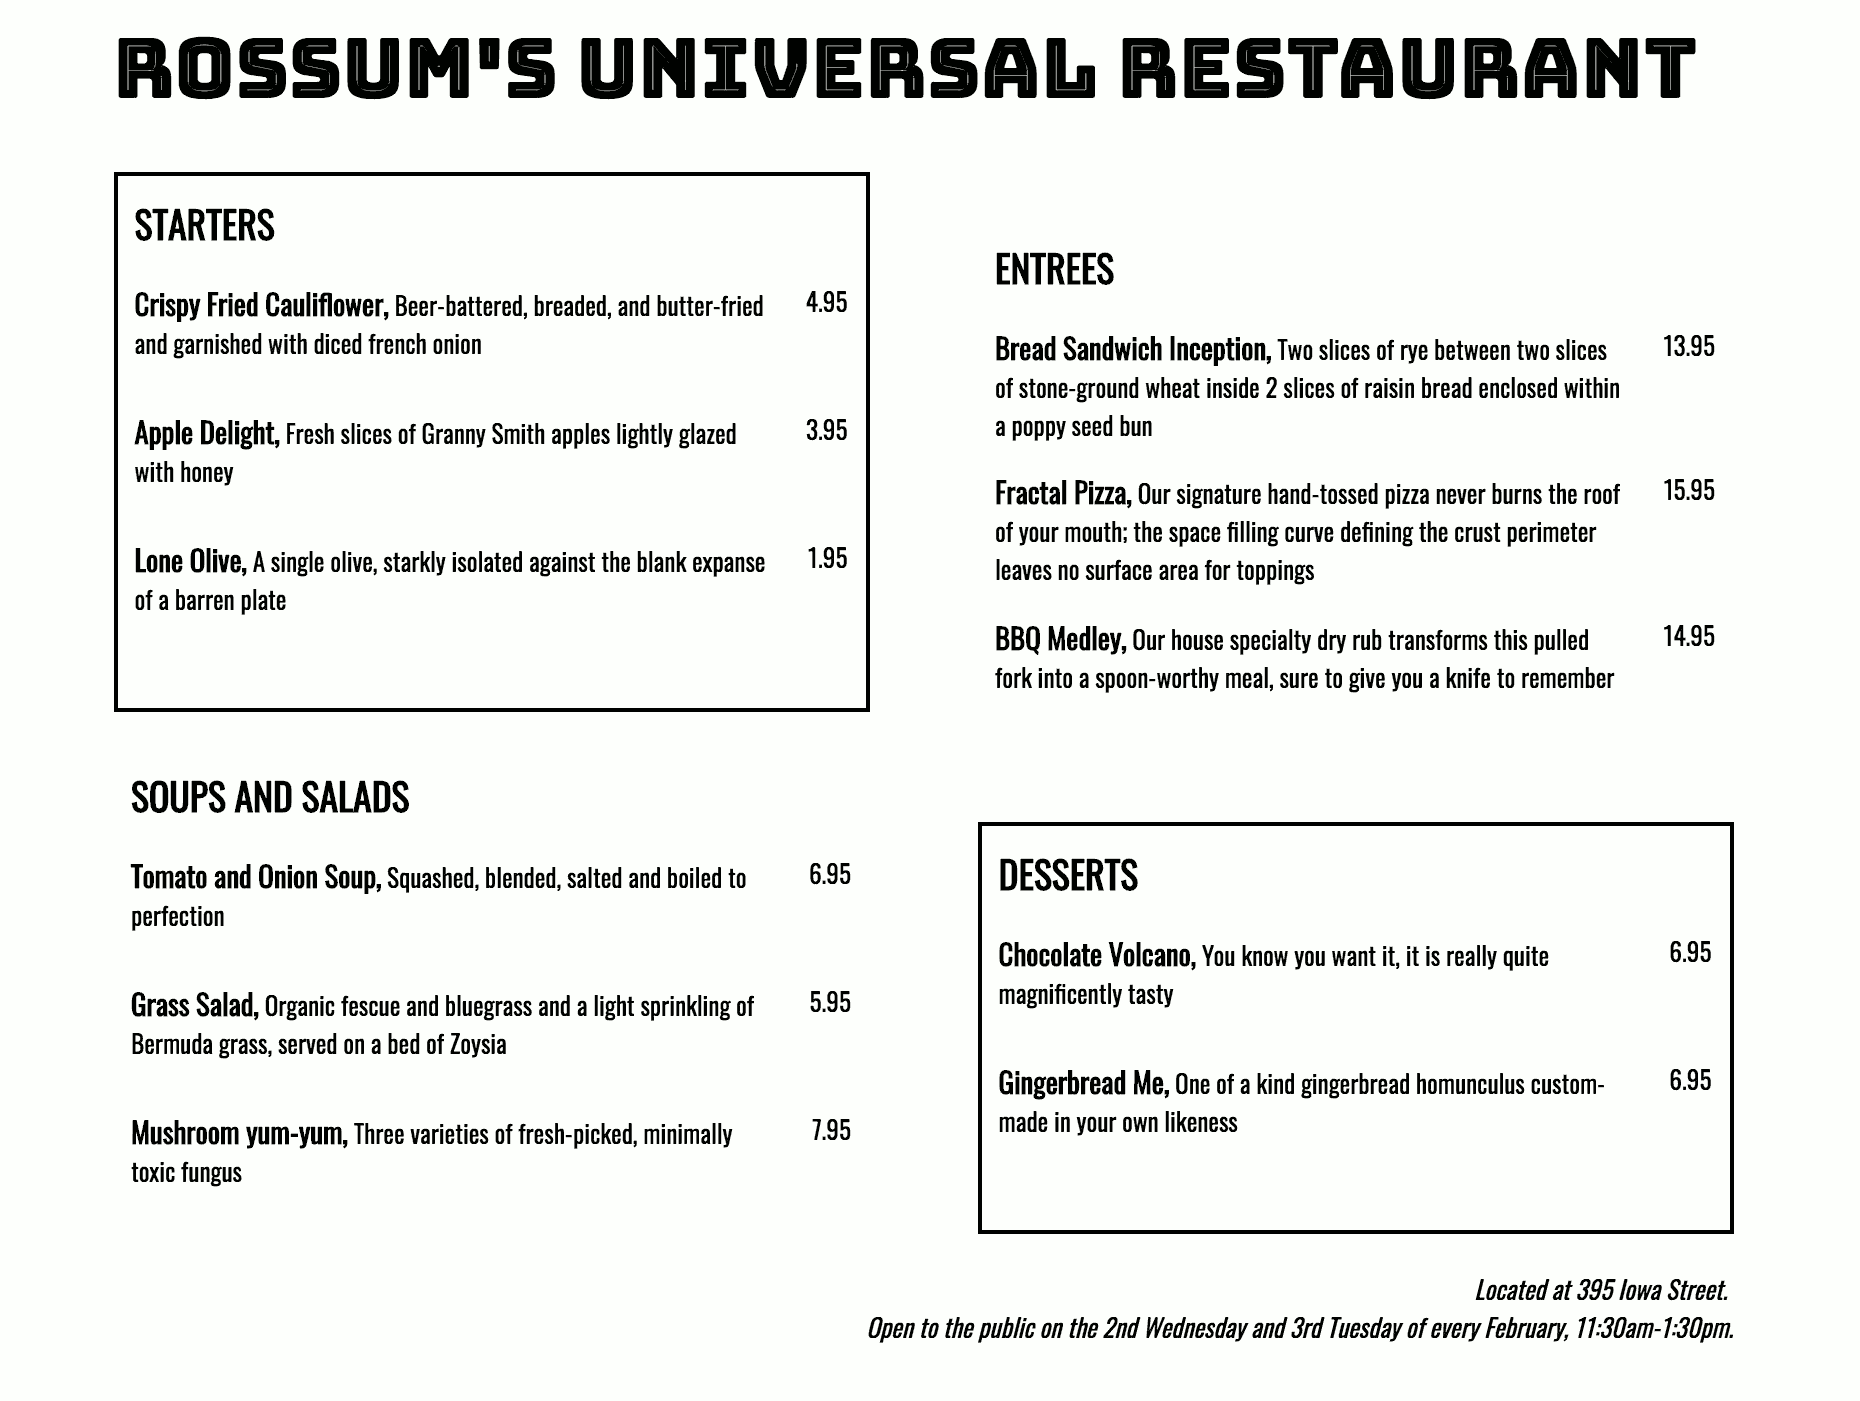 ROSSUM'S UNIVERSAL RESTAURANT
STARTERS
Crispy Fried Cauliflower, Beer-battered, breaded, and butter-fried 4.95
and garnished with diced french onion
Apple Delight, Fresh slices of Granny Smith apples lightly glazed 3.95
with honey
Lone Olive, A single olive, starkly isolated against the blank expanse 1.95
of a barren plate
SOUPS AND SALADS
Tomato and Onion Soup, Squashed, blended, salted and boiled to 6.95
perfection
Grass Salad, Organic fescue and bluegrass and a light sprinkling of 5.95
Bermuda grass, served on a bed of Zoysia
Mushroom yum-yum, Three varieties of fresh-picked, minimally 7.95
toxic fungus
ENTREES
Bread Sandwich Inception, Two slices of rye between two slices 13.95
of stone-ground wheat inside 2 slices of raisin bread enclosed within
a poppy seed bun
Fractal Pizza, Our signature hand-tossed pizza never burns the roof 15.95
of your mouth; the space filling curve defining the crust perimeter
leaves no surface area for toppings
BBQ Medley, Our house specialty dry rub transforms this pulled 14.95
fork into a spoon-worthy meal, sure to give you a knife to remember
DESSERTS
Chocolate Volcano, You know you want it, it is really quite 6.95
magnificently tasty
Gingerbread Me, One of a kind gingerbread homunculus custom- 6.95
made in your own likeness
Located at 395 Iowa Street.
Open to the public on the 2nd Wednesday and 3rd Tuesday of every February, 11:30am-1:30pm.